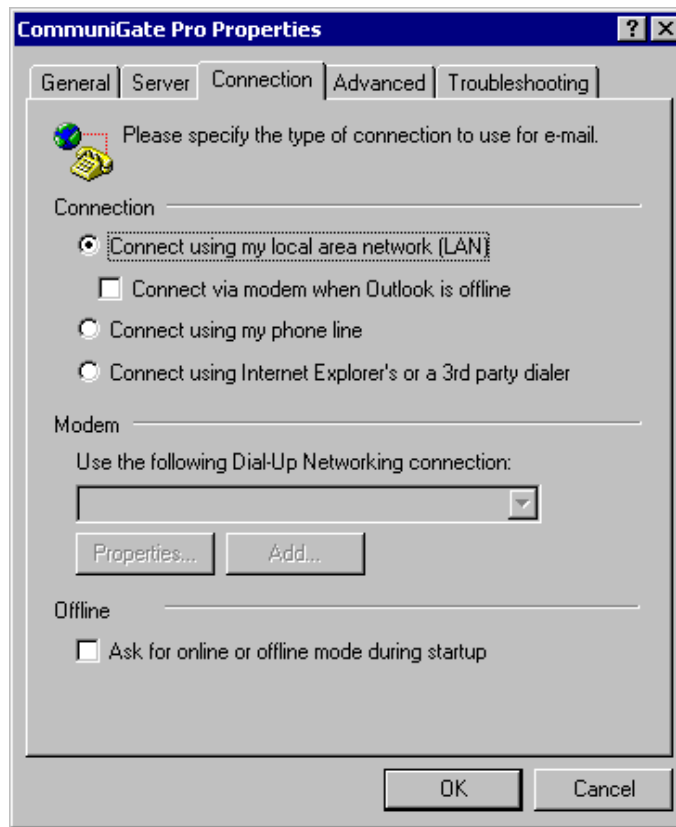 CommuniGate Pro Properties
General Server Connection Advanced Troubleshooting
Please specify the type of connection to use for e-mail.
Connection
Connect using my local area network (LAN)
Connect via modem when Outlook is offline
Connect using my phone line
Connect using Internet Explorer's or a 3rd party dialer
Modem
Use the following Dial-Up Networking connection:
Properties... Add...
Offline
Ask for online or offline mode during startup
OK Cancel